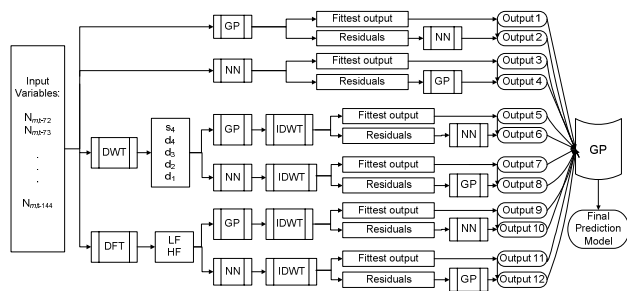 Input
Variables:
Nmt-72
Nmt-73
.
.
.
.
Nmt-144
GP
Fittest output
Output 1
Residuals
NN
Output 2
NN
Fittest output
Output 3
Residuals
GP
Output 4
DWT
s4
d4
d3
d2
d1
GP
IDWT
Fittest output
Output 5
Residuals
NN
Output 6
NN
IDWT
Fittest output
Output 7
Residuals
GP
Output 8
DFT
LF
HF
GP
IDWT
Fittest output
Output 9
Residuals
NN
Output 10
NN
IDWT
Fittest output
Output 11
Residuals
GP
Output 12
GP
Final
Prediction
Model